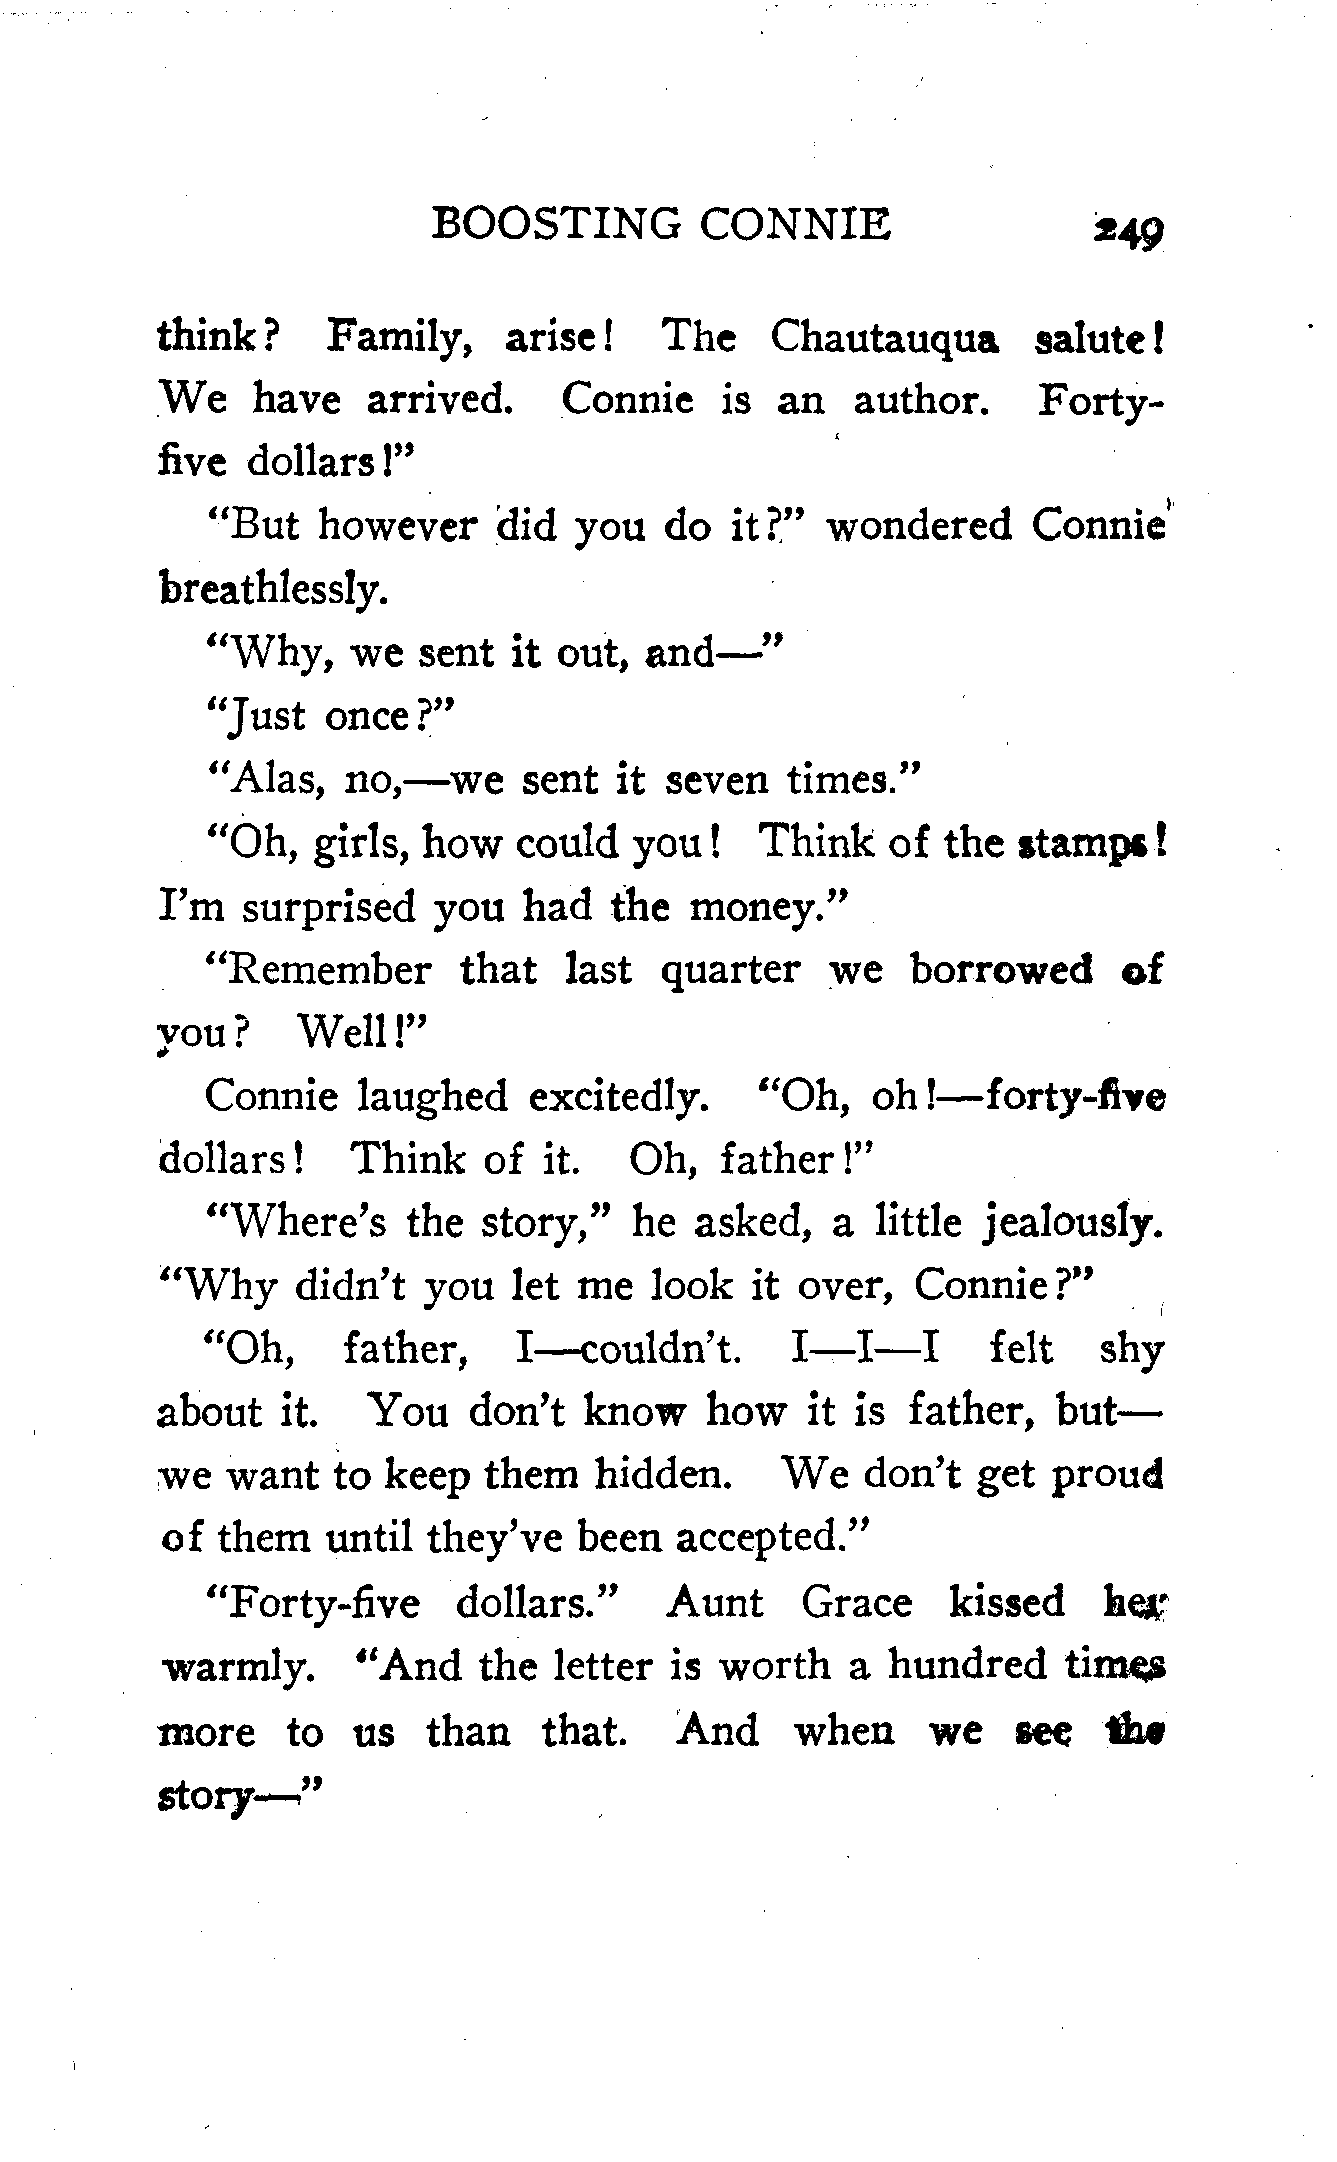 BOOSTING CONNIE 249
think? Family, arise! The Chautauqua salute!
We have arrived. Connie is an author. Forty-
five dollars!"
"But however did you do it?" wondered Connie
breathlessly.
"Why, we sent it out, and—"
"Just once?"
"Alas, no,—we sent it seven times."
"Oh, girls, how could you! Think of the stamps!
I'm surprised you had the money."
"Remember that last quarter we borrowed of
you? Well!"
Connie laughed excitedly. "Oh, oh!—forty-five
dollars! Think of it. Oh, father!"
"Where's the story," he asked, a little jealously.
"Why didn't you let me look it over, Connie?"
"Oh, father, I—couldn't. I—I—I felt shy
about it. You don't know how it is father, but—
we want to keep them hidden. We don't get proud
of them until they've been accepted."
"Forty-five dollars." Aunt Grace kissed her
warmly. "And the letter is worth a hundred times
more to us than that. And when we see the
story—"